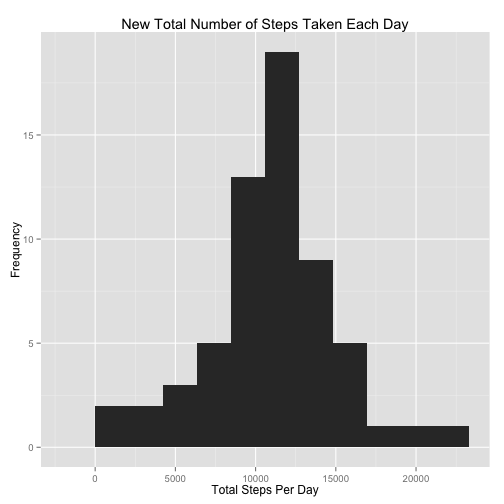 New Total Number of Steps Taken Each Day
Frequency
15
10
5
0
0 5000 10000 15000 20000
Total Steps Per Day